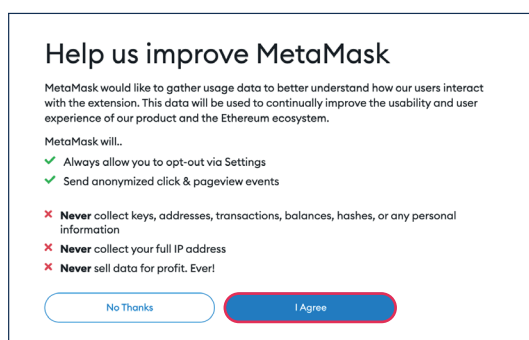 Help us improve MetaMask
MetaMask would like to gather usage data to better understand how our users interact
with the extension. This data will be used to continually improve the usability and user
experience of our product and the Ethereum ecosystem.
MetaMask will..
Always allow you to opt-out via Settings
Send anonymized click & pageview events
Never collect keys, addresses, transactions, balances, hashes, or any personal
information
Never collect your full IP address
Never sell data for profit. Ever!
No Thanks
I Agree